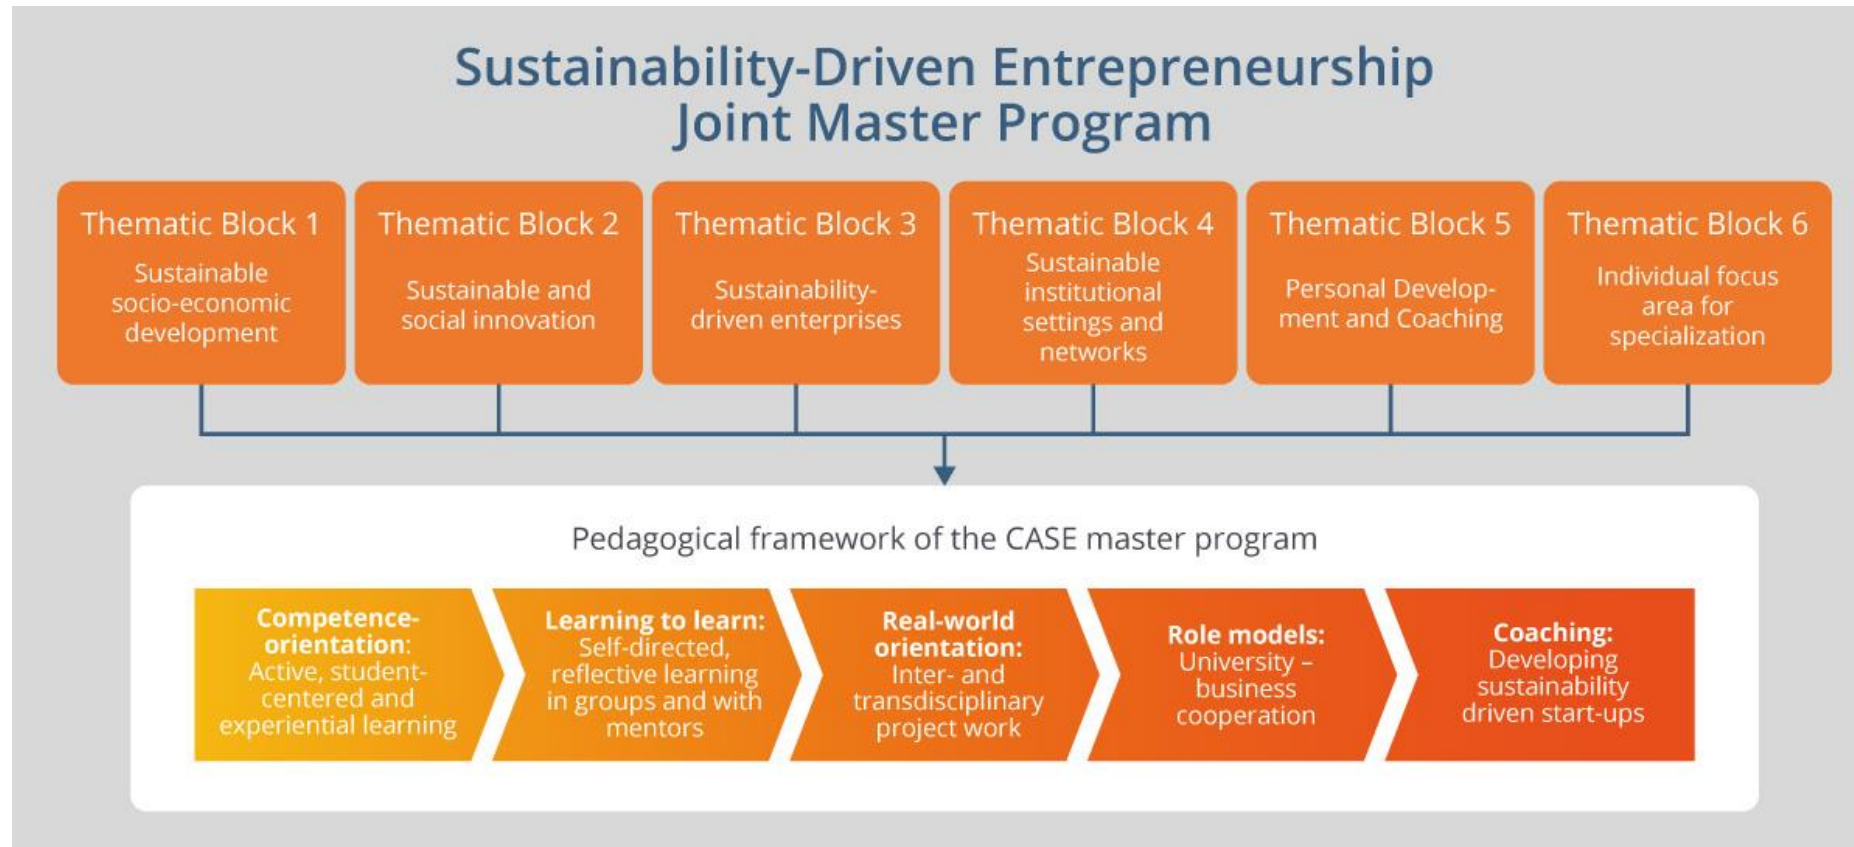 Sustainability-Driven Entrepreneurship
Joint Master Program
Thematic Block 1
Sustainable
socio-economic
development
Thematic Block 2
Sustainable and
social innovation
Thematic Block 3
Sustainability-
driven enterprises
Thematic Block 4
Sustainable
institutional
settings and
networks
Thematic Block 5
Personal Develop-
ment and Coaching
Thematic Block 6
Individual focus
area for
specialization
Pedagogical framework of the CASE master program
Competence-
orientation:
Active, student-
centered and
experiential learning
Learning to learn:
Self-directed,
reflective learning
in groups and with
mentors
Real-world
orientation:
Inter- and
transdisciplinary
project work
Role models:
University –
business
cooperation
Coaching:
Developing
sustainability
driven start-ups